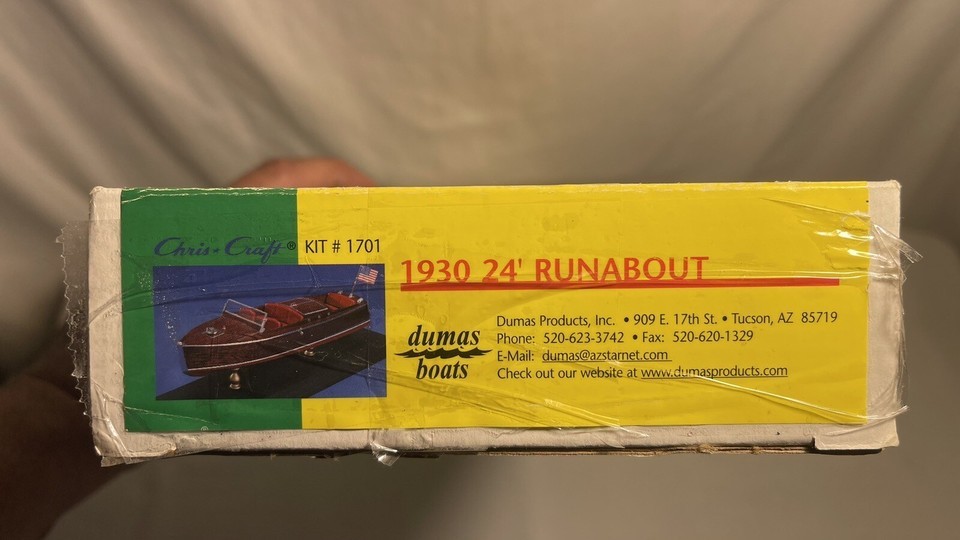 Chris-Craft® KIT # 1701
1930 24' RUNABOUT
dumas
boats
Dumas Products, Inc. • 909 E. 17th St. • Tucson, AZ 85719
Phone: 520-623-3742 • Fax: 520-620-1329
E-Mail: dumas@azstarnet.com
Check out our website at www.dumasproducts.com
®